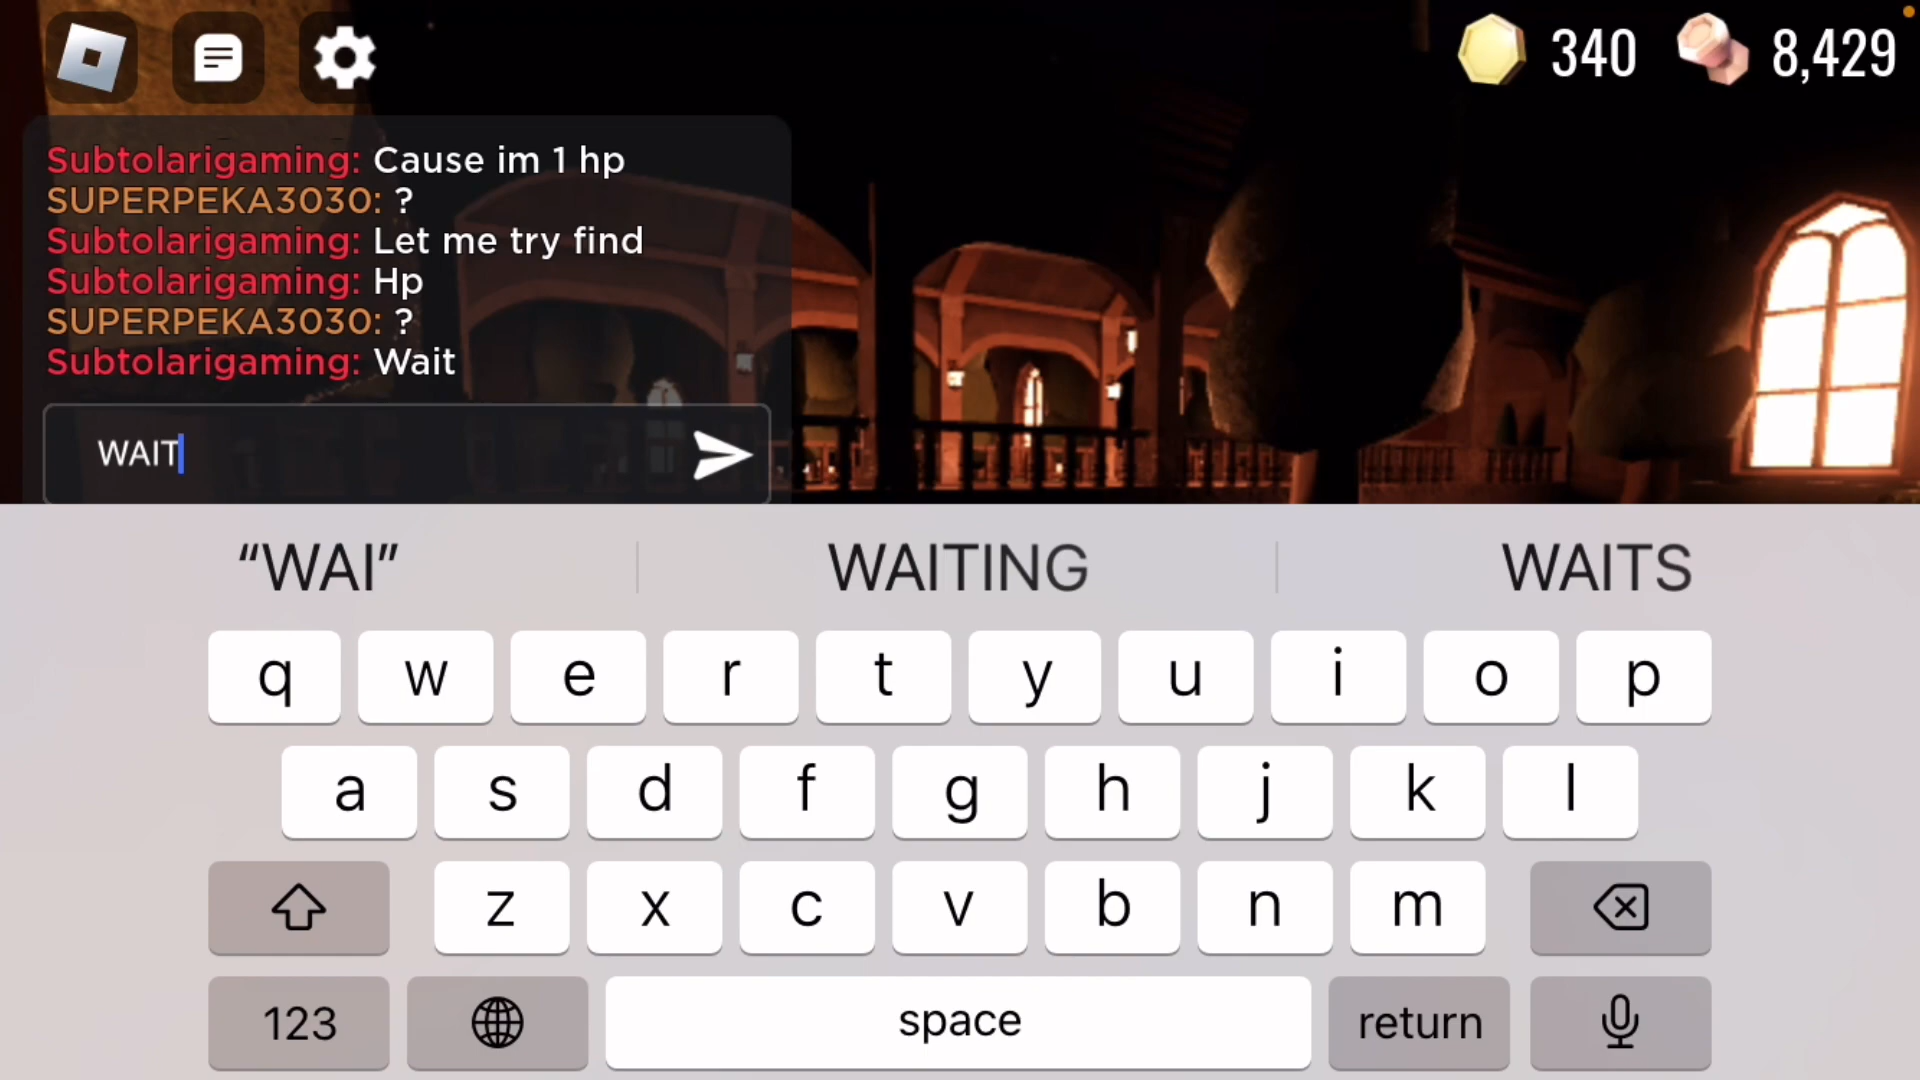 340 8,429
Subtolarigaming: Cause im 1 hp
SUPERPEKA3030: ?
Subtolarigaming: Let me try find
Subtolarigaming: Hp
SUPERPEKA3030: ?
Subtolarigaming: Wait
WAIT
“WAI” WAITING WAITS
q w e r t y u i o p
a s d f g h j k l
z x c v b n m
123 space return